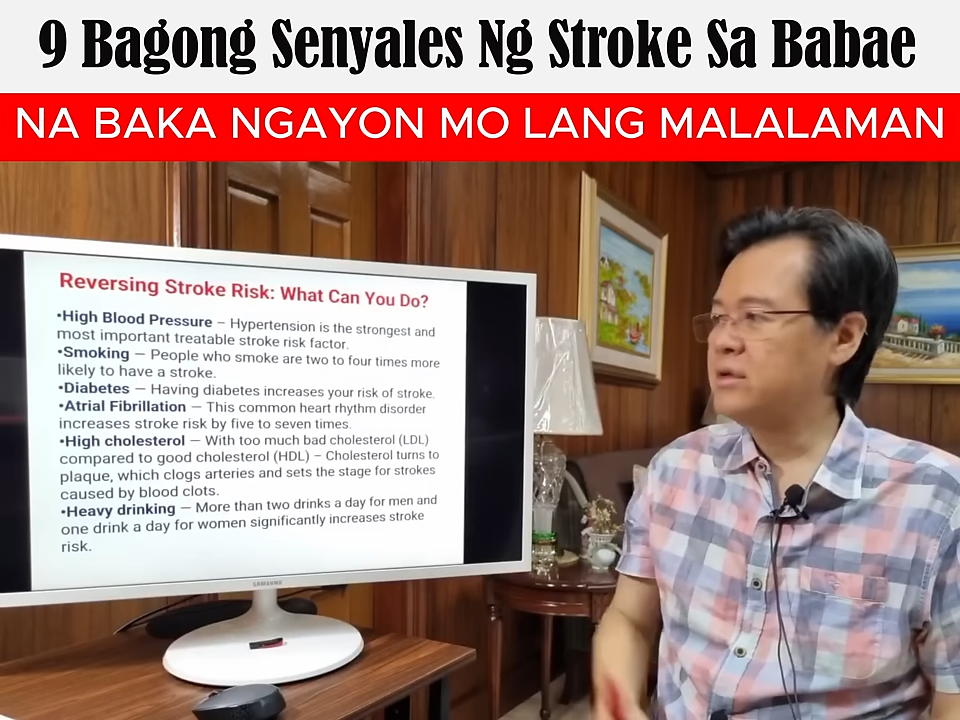 9 Bagong Senyales Ng Stroke Sa Babae
NA BAKA NGAYON MO LANG MALALAMAN
Reversing Stroke Risk: What Can You Do?
•High Blood Pressure – Hypertension is the strongest and
most important treatable stroke risk factor.
•Smoking — People who smoke are two to four times more
likely to have a stroke.
•Diabetes — Having diabetes increases your risk of stroke.
•Atrial Fibrillation — This common heart rhythm disorder
increases stroke risk by five to seven times.
•High cholesterol — With too much bad cholesterol (LDL)
compared to good cholesterol (HDL) – Cholesterol turns to
plaque, which clogs arteries and sets the stage for strokes
caused by blood clots.
•Heavy drinking — More than two drinks a day for men and
one drink a day for women significantly increases stroke
risk.
SAMSUNG